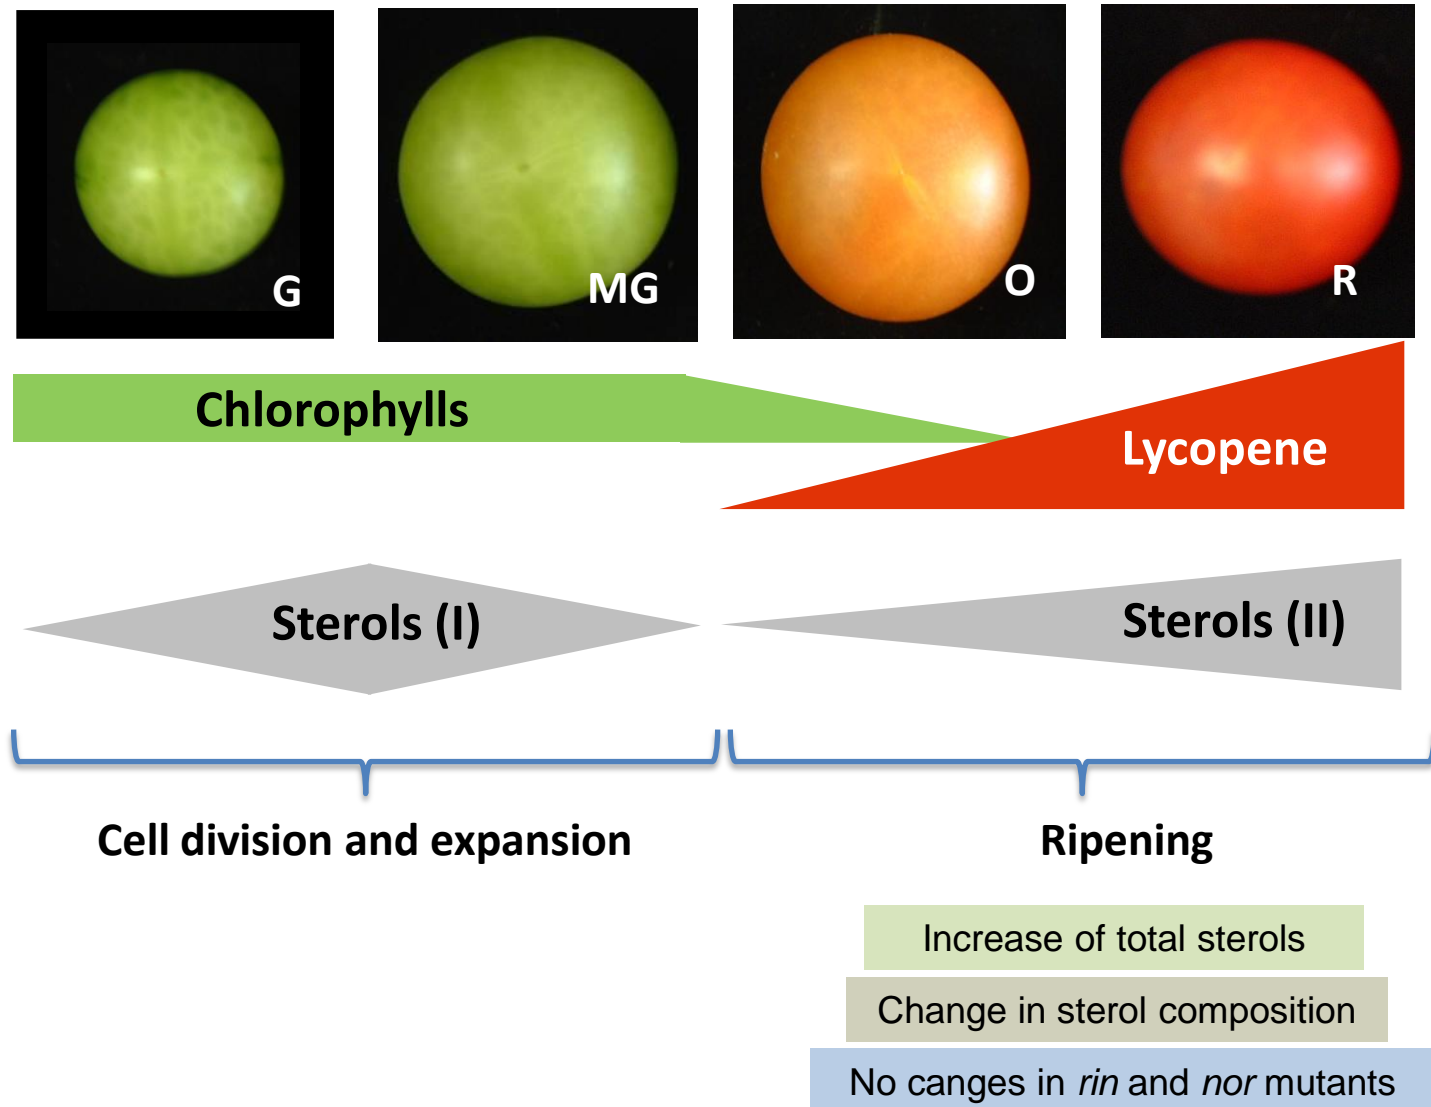 G
MG
O
R
Chlorophylls
Lycopene
Sterols (I)
Sterols (II)
Cell division and expansion
Ripening
Increase of total sterols
Change in sterol composition
No canges in rin and nor mutants